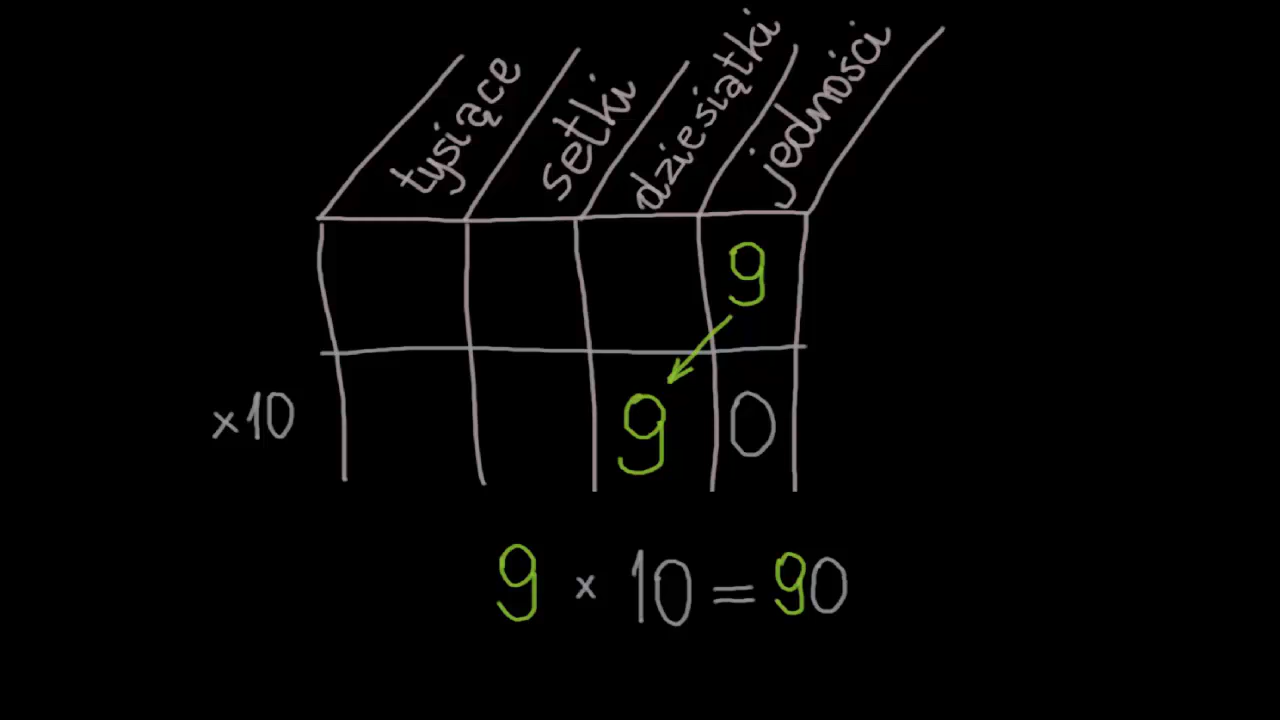 tysiące setki dziesiątki jedności
9
×10 9 0
9 × 10 = 90